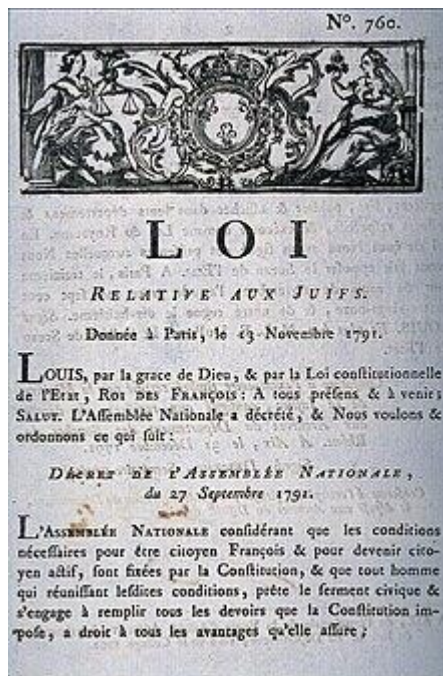 N°. 760.
LOI
RELATIVE AUX JUIFS.
Donnée à Paris, le 13 Novembre 1791.
LOUIS, par la grace de Dieu, & par la Loi constitutionnelle
de l'Etat, ROI DES FRANÇOIS : A tous présens & à venir ;
SALUT. L'Assemblée Nationale a décrété, & Nous voulons &
ordonnons ce qui suit :
DÉCRET DE L'ASSEMBLÉE NATIONALE,
du 27 Septembre 1791.
L'ASSEMBLÉE NATIONALE considérant que les conditions
nécessaires pour être citoyen François & pour devenir cito-
yen actif, sont fixées par la Constitution, & que tout homme
qui réunissant lesdites conditions, prête le serment civique &
s'engage à remplir tous les devoirs que la Constitution im-
pose, a droit à tous les avantages qu'elle assure ;